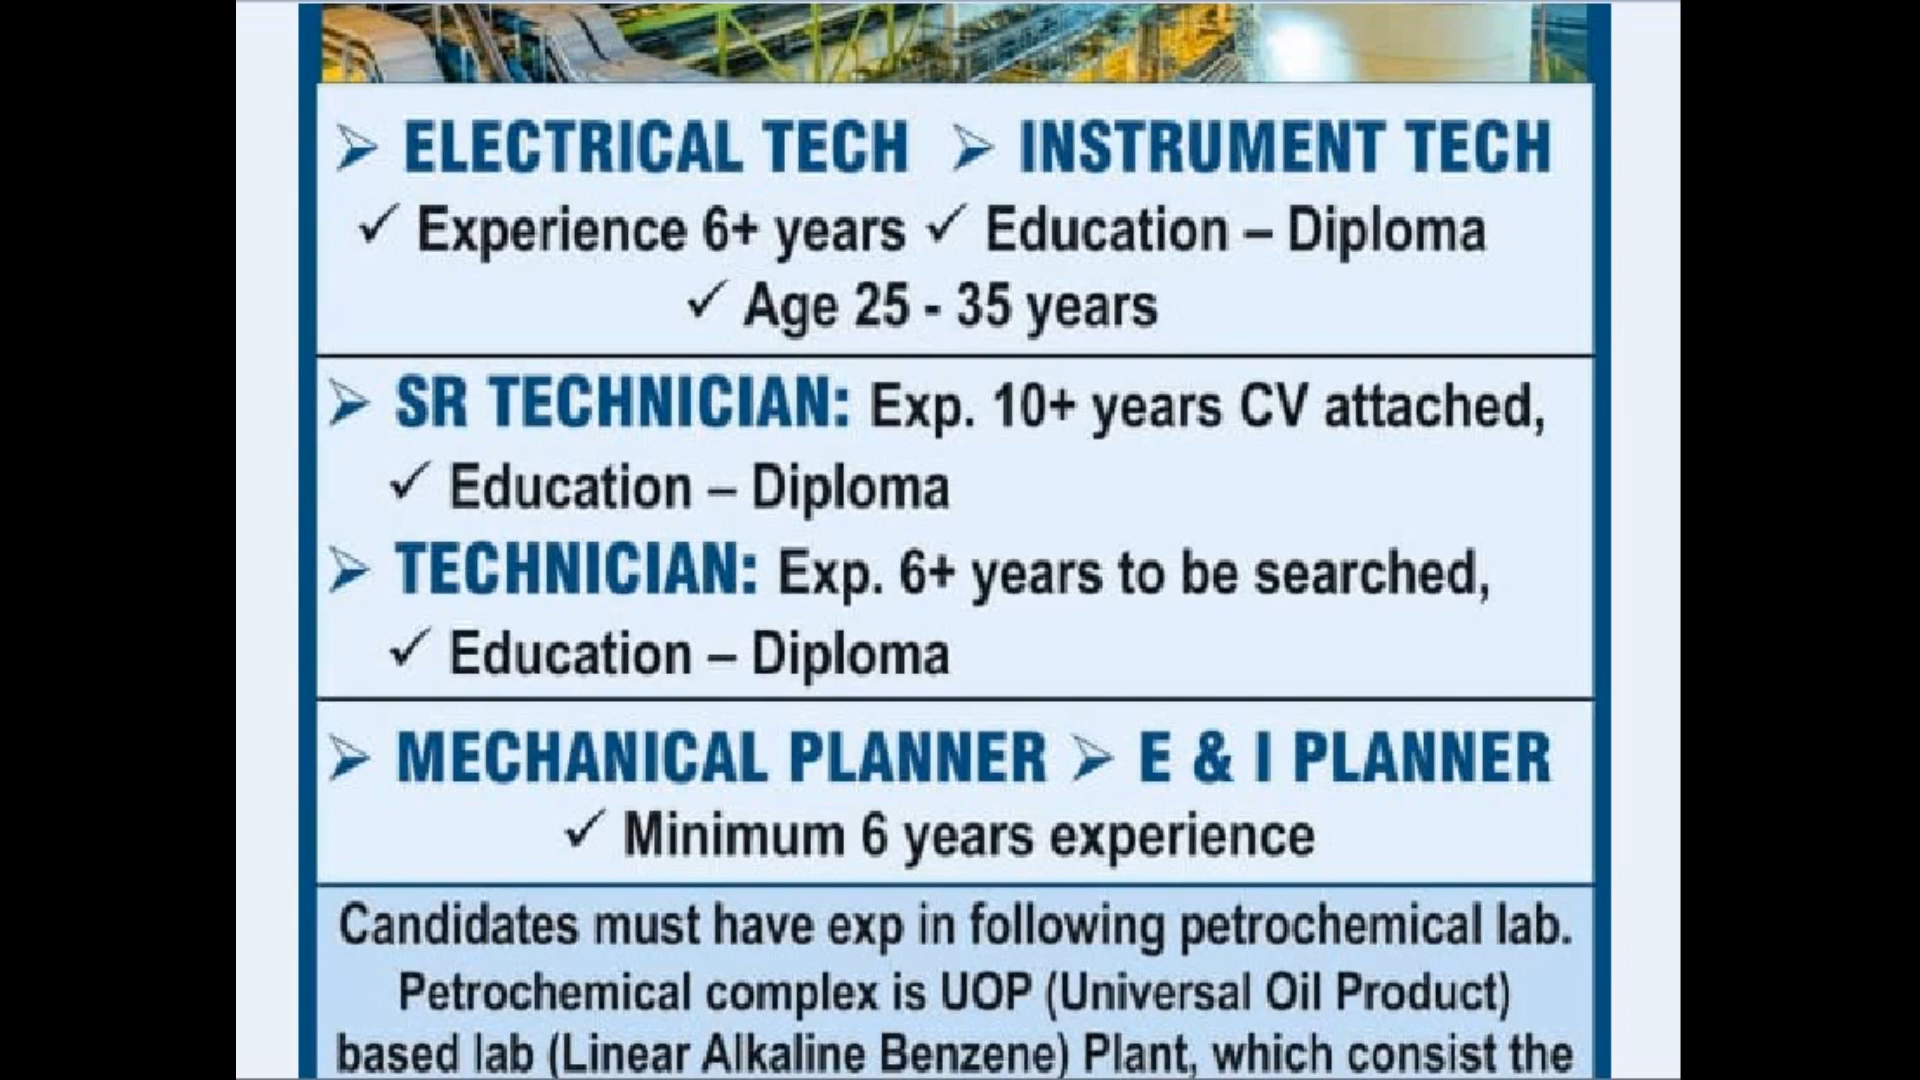 ➢ ELECTRICAL TECH ➢ INSTRUMENT TECH
✓ Experience 6+ years ✓ Education – Diploma
✓ Age 25 - 35 years
➢ SR TECHNICIAN: Exp. 10+ years CV attached,
✓ Education – Diploma
➢ TECHNICIAN: Exp. 6+ years to be searched,
✓ Education – Diploma
➢ MECHANICAL PLANNER ➢ E & I PLANNER
✓ Minimum 6 years experience
Candidates must have exp in following petrochemical lab.
Petrochemical complex is UOP (Universal Oil Product)
based lab (Linear Alkaline Benzene) Plant, which consist the